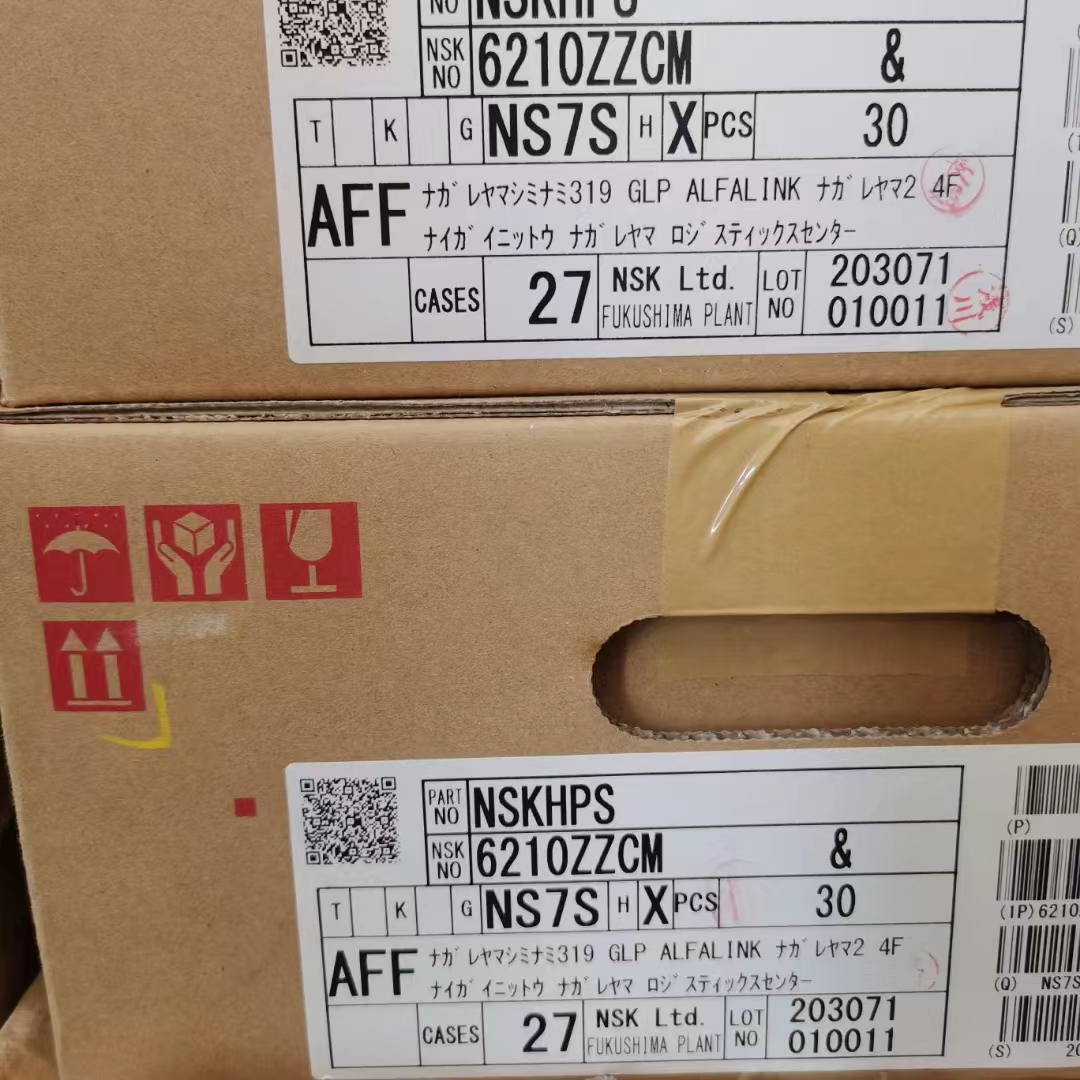 NO NSKHPS
NSK NO 6210ZZCM &
T K G NS7S H X PCS 30
AFF ナガレヤマシミナミ319 GLP ALFALINK ナガレヤマ2 4F
ナイガイニットウ ナガレヤマ ロジスティックスセンター
CASES 27 NSK Ltd. FUKUSHIMA PLANT LOT NO 203071 010011
(Q)
(S)
PART NO NSKHPS
NSK NO 6210ZZCM &
T K G NS7S H X PCS 30
AFF ナガレヤマシミナミ319 GLP ALFALINK ナガレヤマ2 4F
ナイガイニットウ ナガレヤマ ロジスティックスセンター
CASES 27 NSK Ltd. FUKUSHIMA PLANT LOT NO 203071 010011
(P)
(1P) 6210
(Q) NS7S
(S) 20